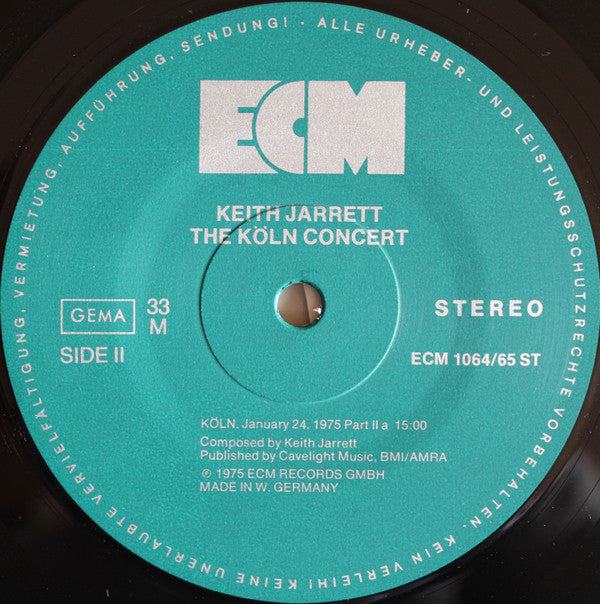 ECM
KEITH JARRETT
THE KÖLN CONCERT
GEMA
33
M
STEREO
SIDE II
ECM 1064/65 ST
KÖLN, January 24, 1975 Part II a 15:00
Composed by Keith Jarrett
Published by Cavelight Music, BMI/AMRA
℗ 1975 ECM RECORDS GMBH
MADE IN W. GERMANY
ALLE URHEBER- UND LEISTUNGSSCHUTZRECHTE VORBEHALTEN · KEIN VERLEIH! KEINE UNERLAUBTE VERVIELFÄLTIGUNG, VERMIETUNG, AUFFÜHRUNG, SENDUNG! ·